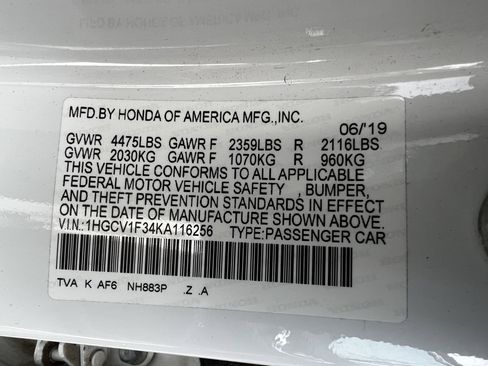 MFD.BY HONDA OF AMERICA MFG.,INC.
06/'19
GVWR 4475LBS GAWR F 2359LBS R 2116LBS
GVWR 2030KG GAWR F 1070KG R 960KG
THIS VEHICLE CONFORMS TO ALL APPLICABLE
FEDERAL MOTOR VEHICLE SAFETY , BUMPER,
AND THEFT PREVENTION STANDARDS IN EFFECT
ON THE DATE OF MANUFACTURE SHOWN ABOVE.
V.I.N.:1HGCV1F34KA116256 TYPE:PASSENGER CAR
TVA K AF6 NH883P .Z .A